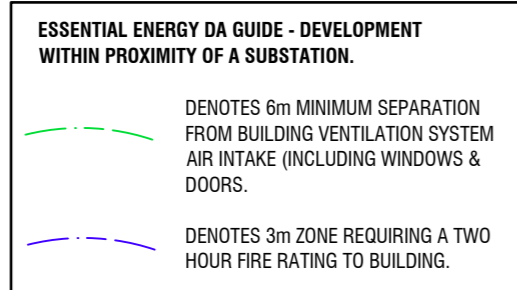 ESSENTIAL ENERGY DA GUIDE - DEVELOPMENT
WITHIN PROXIMITY OF A SUBSTATION.
DENOTES 6m MINIMUM SEPARATION
FROM BUILDING VENTILATION SYSTEM
AIR INTAKE (INCLUDING WINDOWS &
DOORS.
DENOTES 3m ZONE REQUIRING A TWO
HOUR FIRE RATING TO BUILDING.